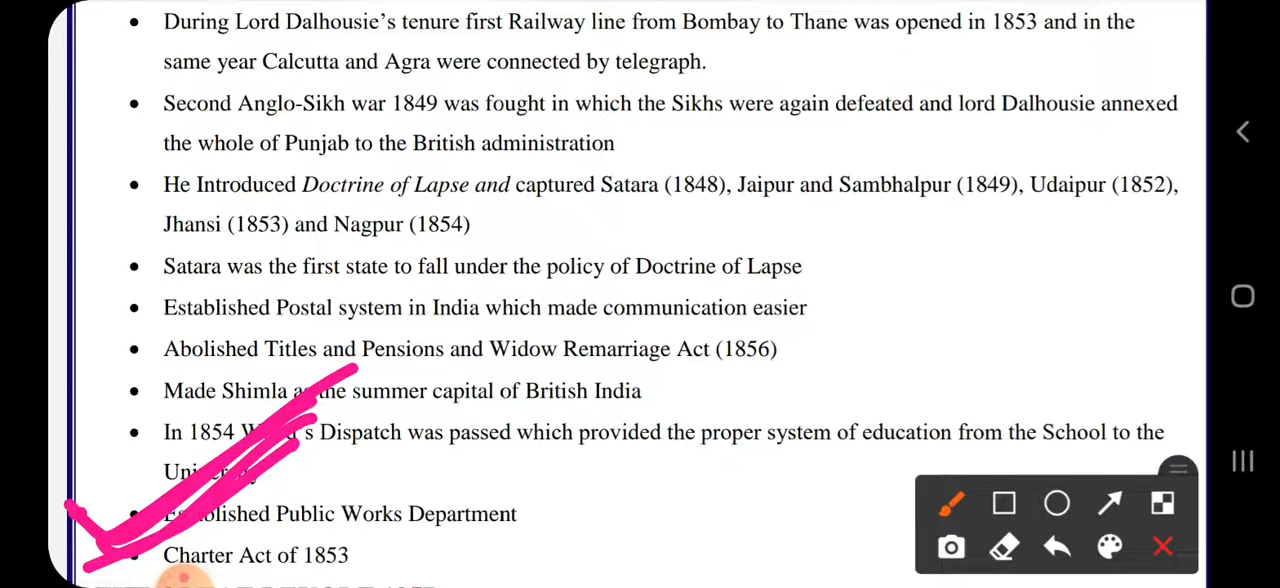 • During Lord Dalhousie's tenure first Railway line from Bombay to Thane was opened in 1853 and in the
same year Calcutta and Agra were connected by telegraph.
• Second Anglo-Sikh war 1849 was fought in which the Sikhs were again defeated and lord Dalhousie annexed
the whole of Punjab to the British administration
• He Introduced Doctrine of Lapse and captured Satara (1848), Jaipur and Sambhalpur (1849), Udaipur (1852),
Jhansi (1853) and Nagpur (1854)
• Satara was the first state to fall under the policy of Doctrine of Lapse
• Established Postal system in India which made communication easier
• Abolished Titles and Pensions and Widow Remarriage Act (1856)
• Made Shimla as the summer capital of British India
• In 1854 Wood's Dispatch was passed which provided the proper system of education from the School to the
University
• Established Public Works Department
• Charter Act of 1853